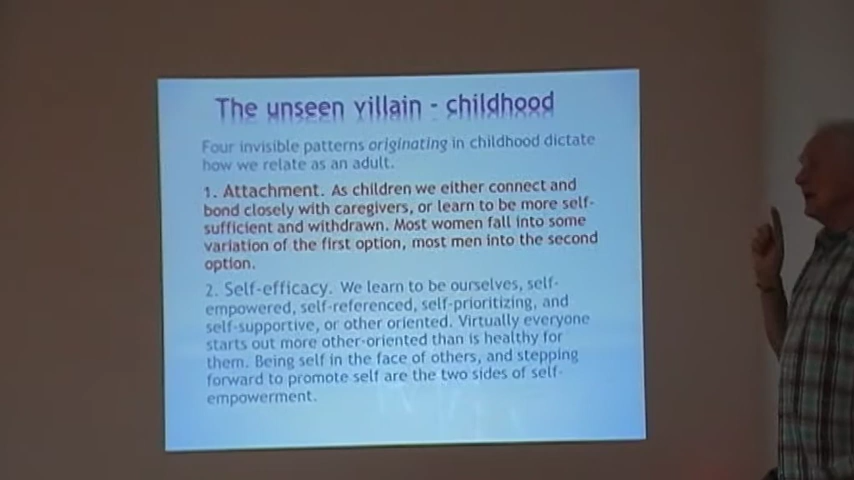 The unseen villain - childhood
Four invisible patterns originating in childhood dictate
how we relate as an adult.
1. Attachment. As children we either connect and
bond closely with caregivers, or learn to be more self-
sufficient and withdrawn. Most women fall into some
variation of the first option, most men into the second
option.
2. Self-efficacy. We learn to be ourselves, self-
empowered, self-referenced, self-prioritizing, and
self-supportive, or other oriented. Virtually everyone
starts out more other-oriented than is healthy for
them. Being self in the face of others, and stepping
forward to promote self are the two sides of self-
empowerment.